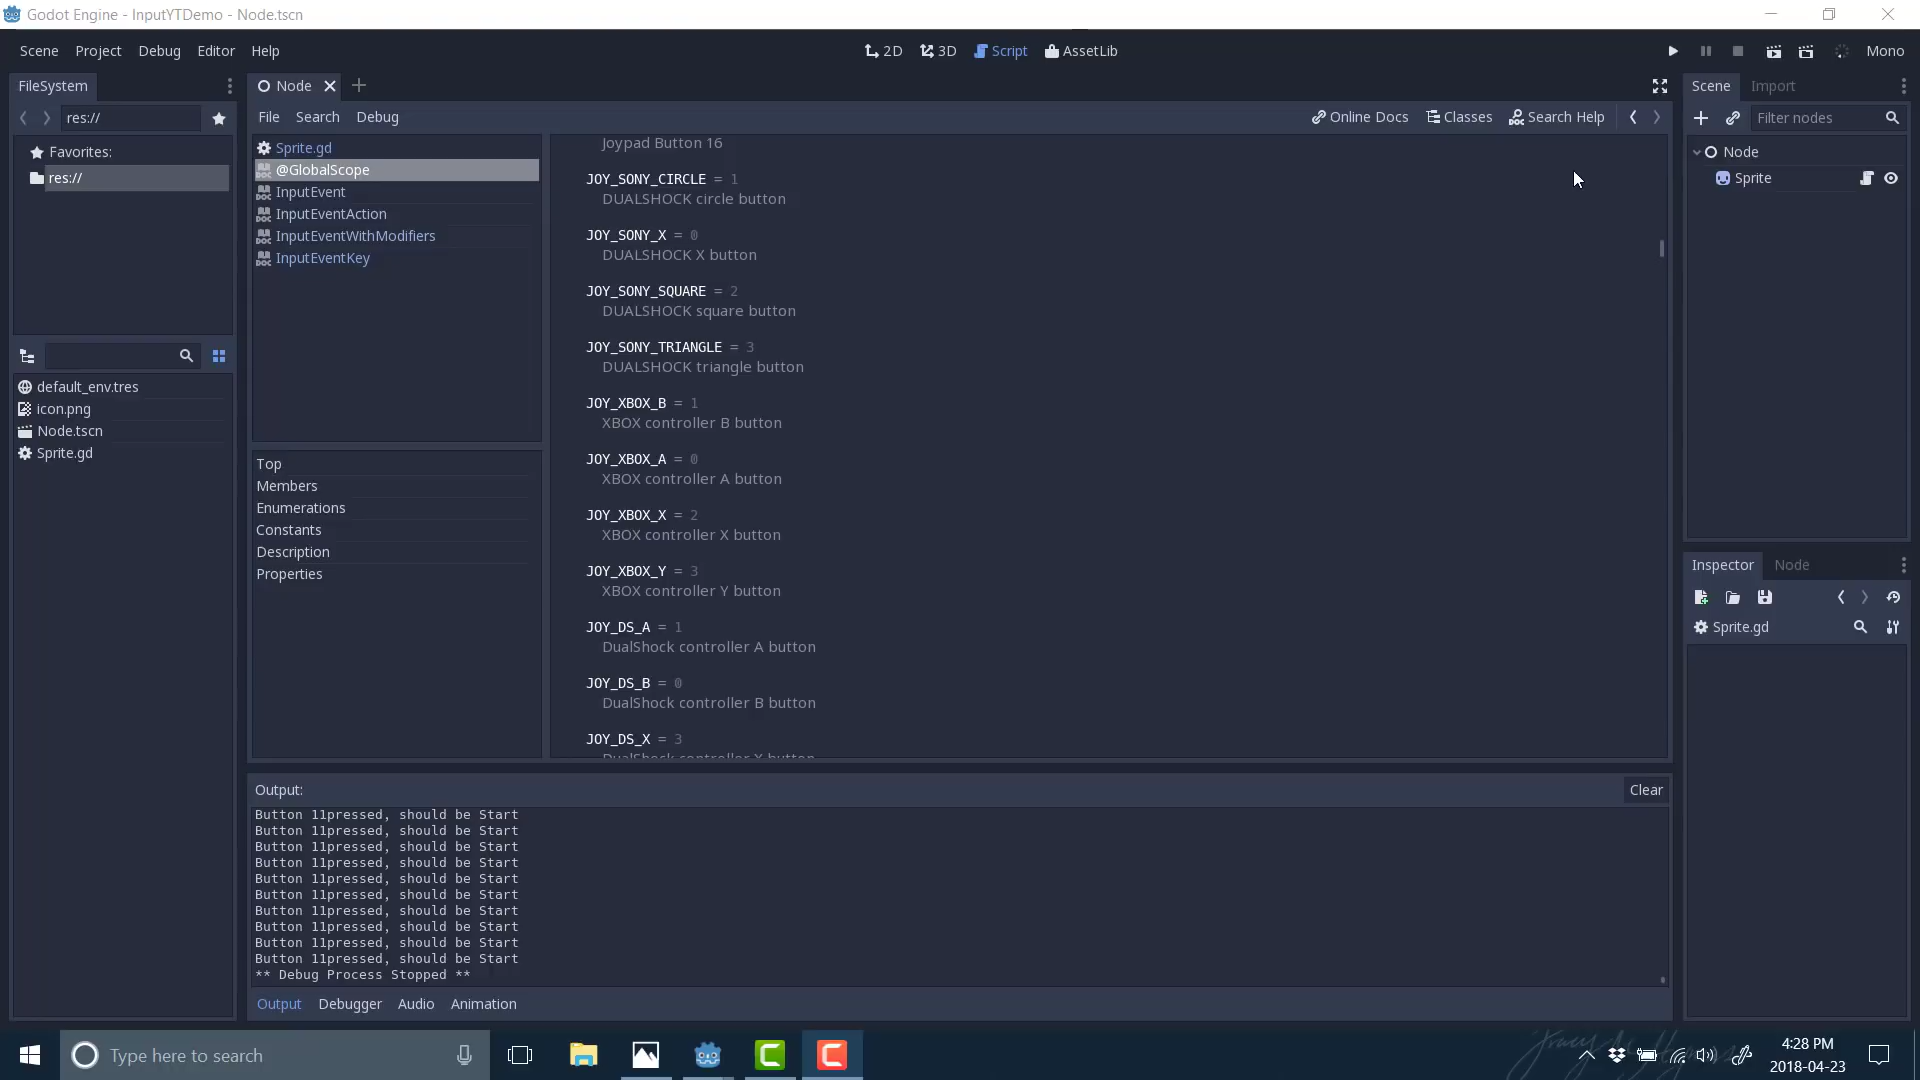 Godot Engine - InputYTDemo - Node.tscn
Scene Project Debug Editor Help
2D 3D Script AssetLib
Mono
FileSystem
res://
Favorites:
res://
default_env.tres
icon.png
Node.tscn
Sprite.gd
Node
File Search Debug
Online Docs Classes Search Help
Sprite.gd
@GlobalScope
InputEvent
InputEventAction
InputEventWithModifiers
InputEventKey
Top
Members
Enumerations
Constants
Description
Properties
Joypad Button 16
JOY_SONY_CIRCLE = 1
DUALSHOCK circle button
JOY_SONY_X = 0
DUALSHOCK X button
JOY_SONY_SQUARE = 2
DUALSHOCK square button
JOY_SONY_TRIANGLE = 3
DUALSHOCK triangle button
JOY_XBOX_B = 1
XBOX controller B button
JOY_XBOX_A = 0
XBOX controller A button
JOY_XBOX_X = 2
XBOX controller X button
JOY_XBOX_Y = 3
XBOX controller Y button
JOY_DS_A = 1
DualShock controller A button
JOY_DS_B = 0
DualShock controller B button
JOY_DS_X = 3
DualShock controller X button
Output:
Clear
Button 11pressed, should be Start
Button 11pressed, should be Start
Button 11pressed, should be Start
Button 11pressed, should be Start
Button 11pressed, should be Start
Button 11pressed, should be Start
Button 11pressed, should be Start
Button 11pressed, should be Start
Button 11pressed, should be Start
Button 11pressed, should be Start
** Debug Process Stopped **
Output Debugger Audio Animation
Scene Import
Filter nodes
Node
Sprite
Inspector Node
Sprite.gd
Type here to search
4:28 PM
2018-04-23